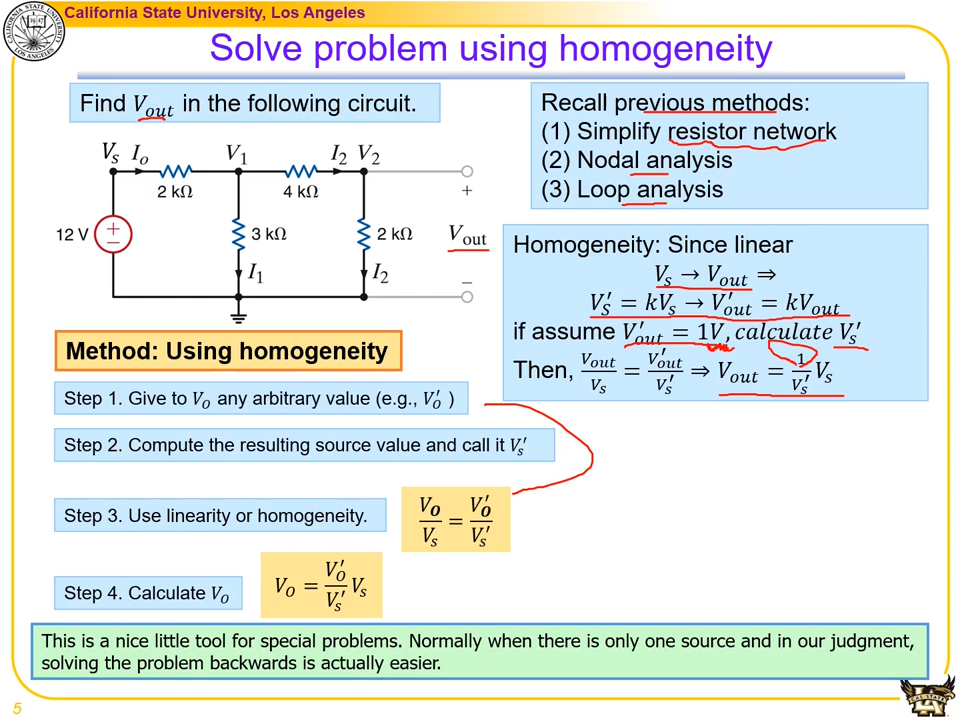 California State University, Los Angeles
Solve problem using homogeneity
Find V_out in the following circuit.
V_s I_o V_1 I_2 V_2
2 kΩ 4 kΩ +
12 V + − 3 kΩ 2 kΩ V_out
I_1 I_2 −
Recall previous methods:
(1) Simplify resistor network
(2) Nodal analysis
(3) Loop analysis
Homogeneity: Since linear
V_s → V_out ⇒
V_S′ = kV_s → V_out′ = kV_out
if assume V_out′ = 1V, calculate V_s′
Then, V_out/V_s = V_out′/V_s′ ⇒ V_out = 1/V_s′ V_s
Method: Using homogeneity
Step 1. Give to V_O any arbitrary value (e.g., V_O′ )
Step 2. Compute the resulting source value and call it V_s′
Step 3. Use linearity or homogeneity.
V_O/V_s = V_O′/V_s′
Step 4. Calculate V_O
V_O = V_O′/V_s′ V_s
This is a nice little tool for special problems. Normally when there is only one source and in our judgment,
solving the problem backwards is actually easier.
5
CAL STATE
LA